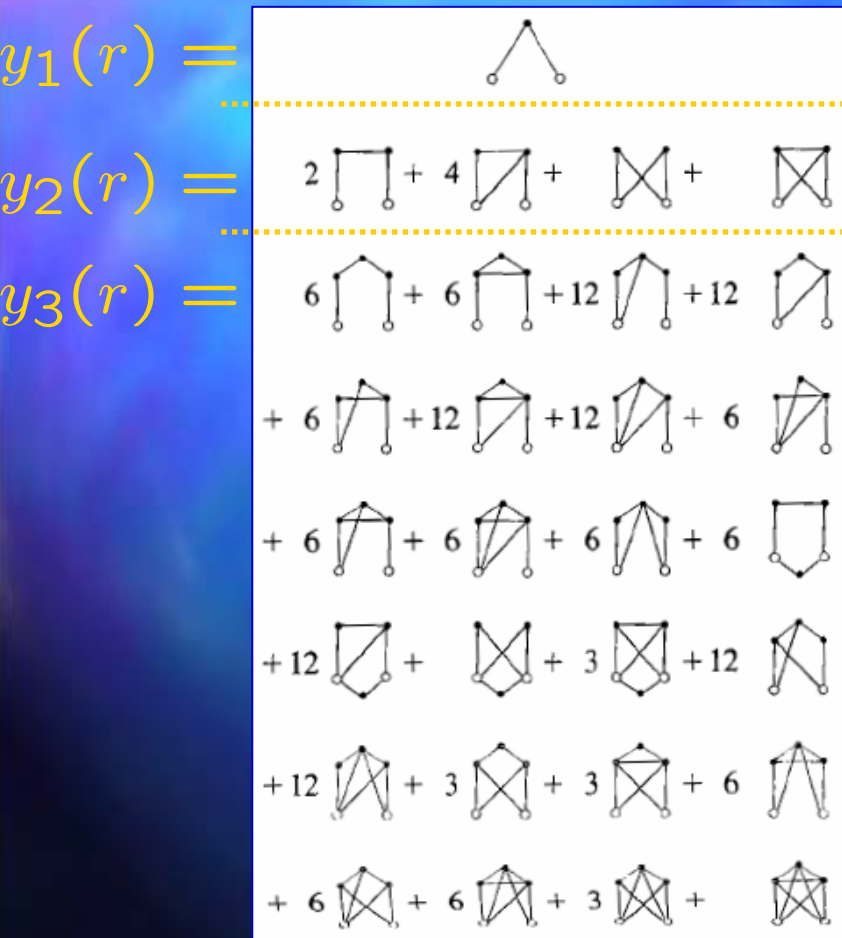 y₁(r) =
y₂(r) = 2 + 4 + +
y₃(r) = 6 + 6 + 12 + 12
+ 6 + 12 + 12 + 6
+ 6 + 6 + 6 + 6
+ 12 + + 3 + 12
+ 12 + 3 + 3 + 6
+ 6 + 6 + 3 +